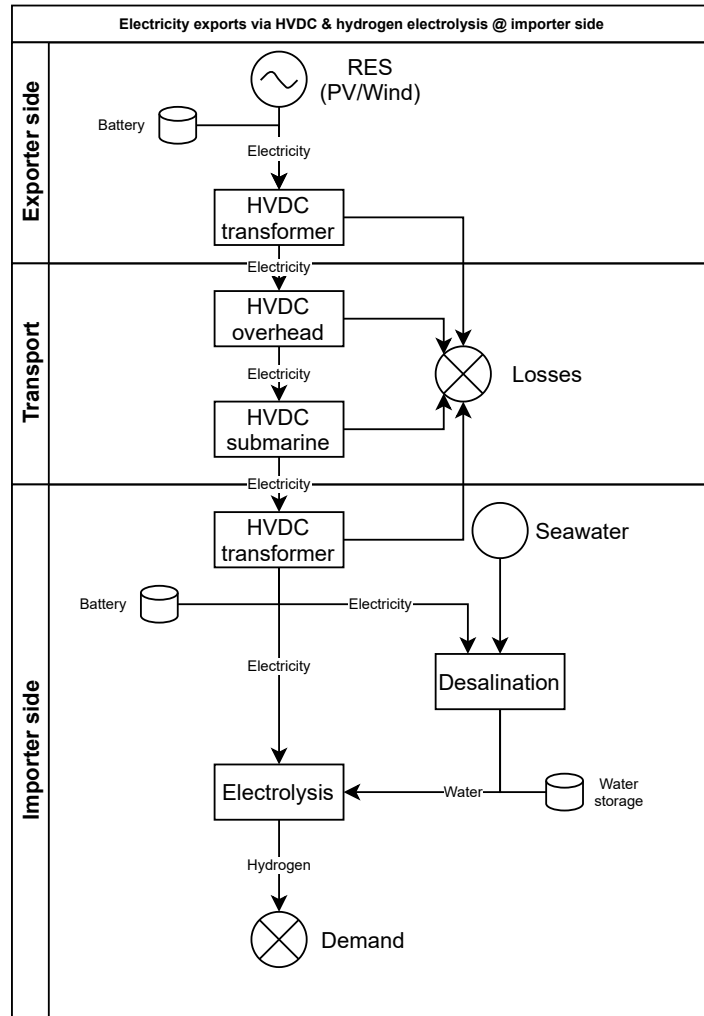 Electricity exports via HVDC & hydrogen electrolysis @ importer side
Exporter side
RES
(PV/Wind)
Battery
Electricity
HVDC
transformer
Electricity
Transport
HVDC
overhead
Electricity
Losses
HVDC
submarine
Electricity
Importer side
HVDC
transformer
Seawater
Battery
Electricity
Electricity
Desalination
Electrolysis
Water
Water
storage
Hydrogen
Demand